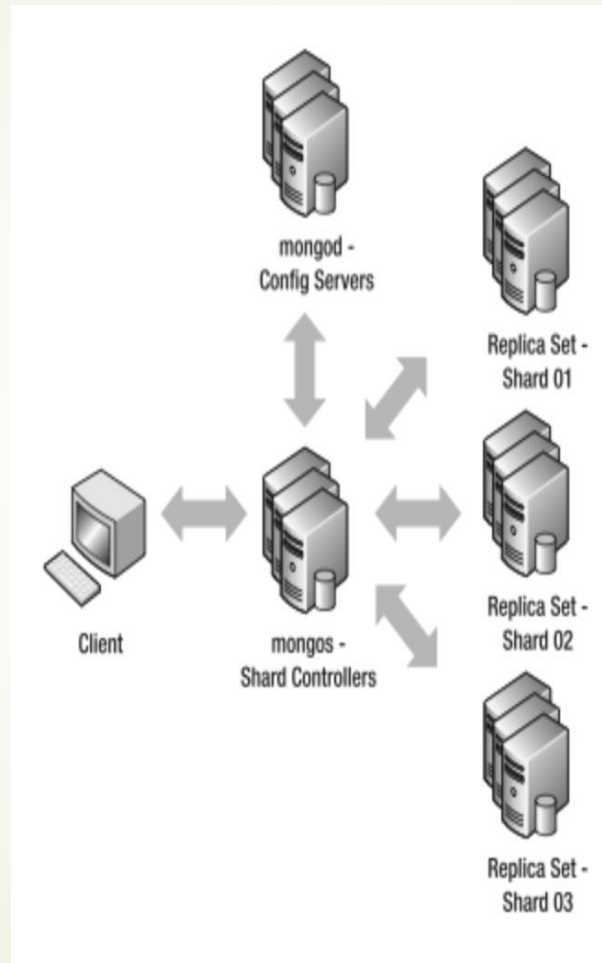 mongod -
Config Servers
Replica Set -
Shard 01
Client
mongos -
Shard Controllers
Replica Set -
Shard 02
Replica Set -
Shard 03